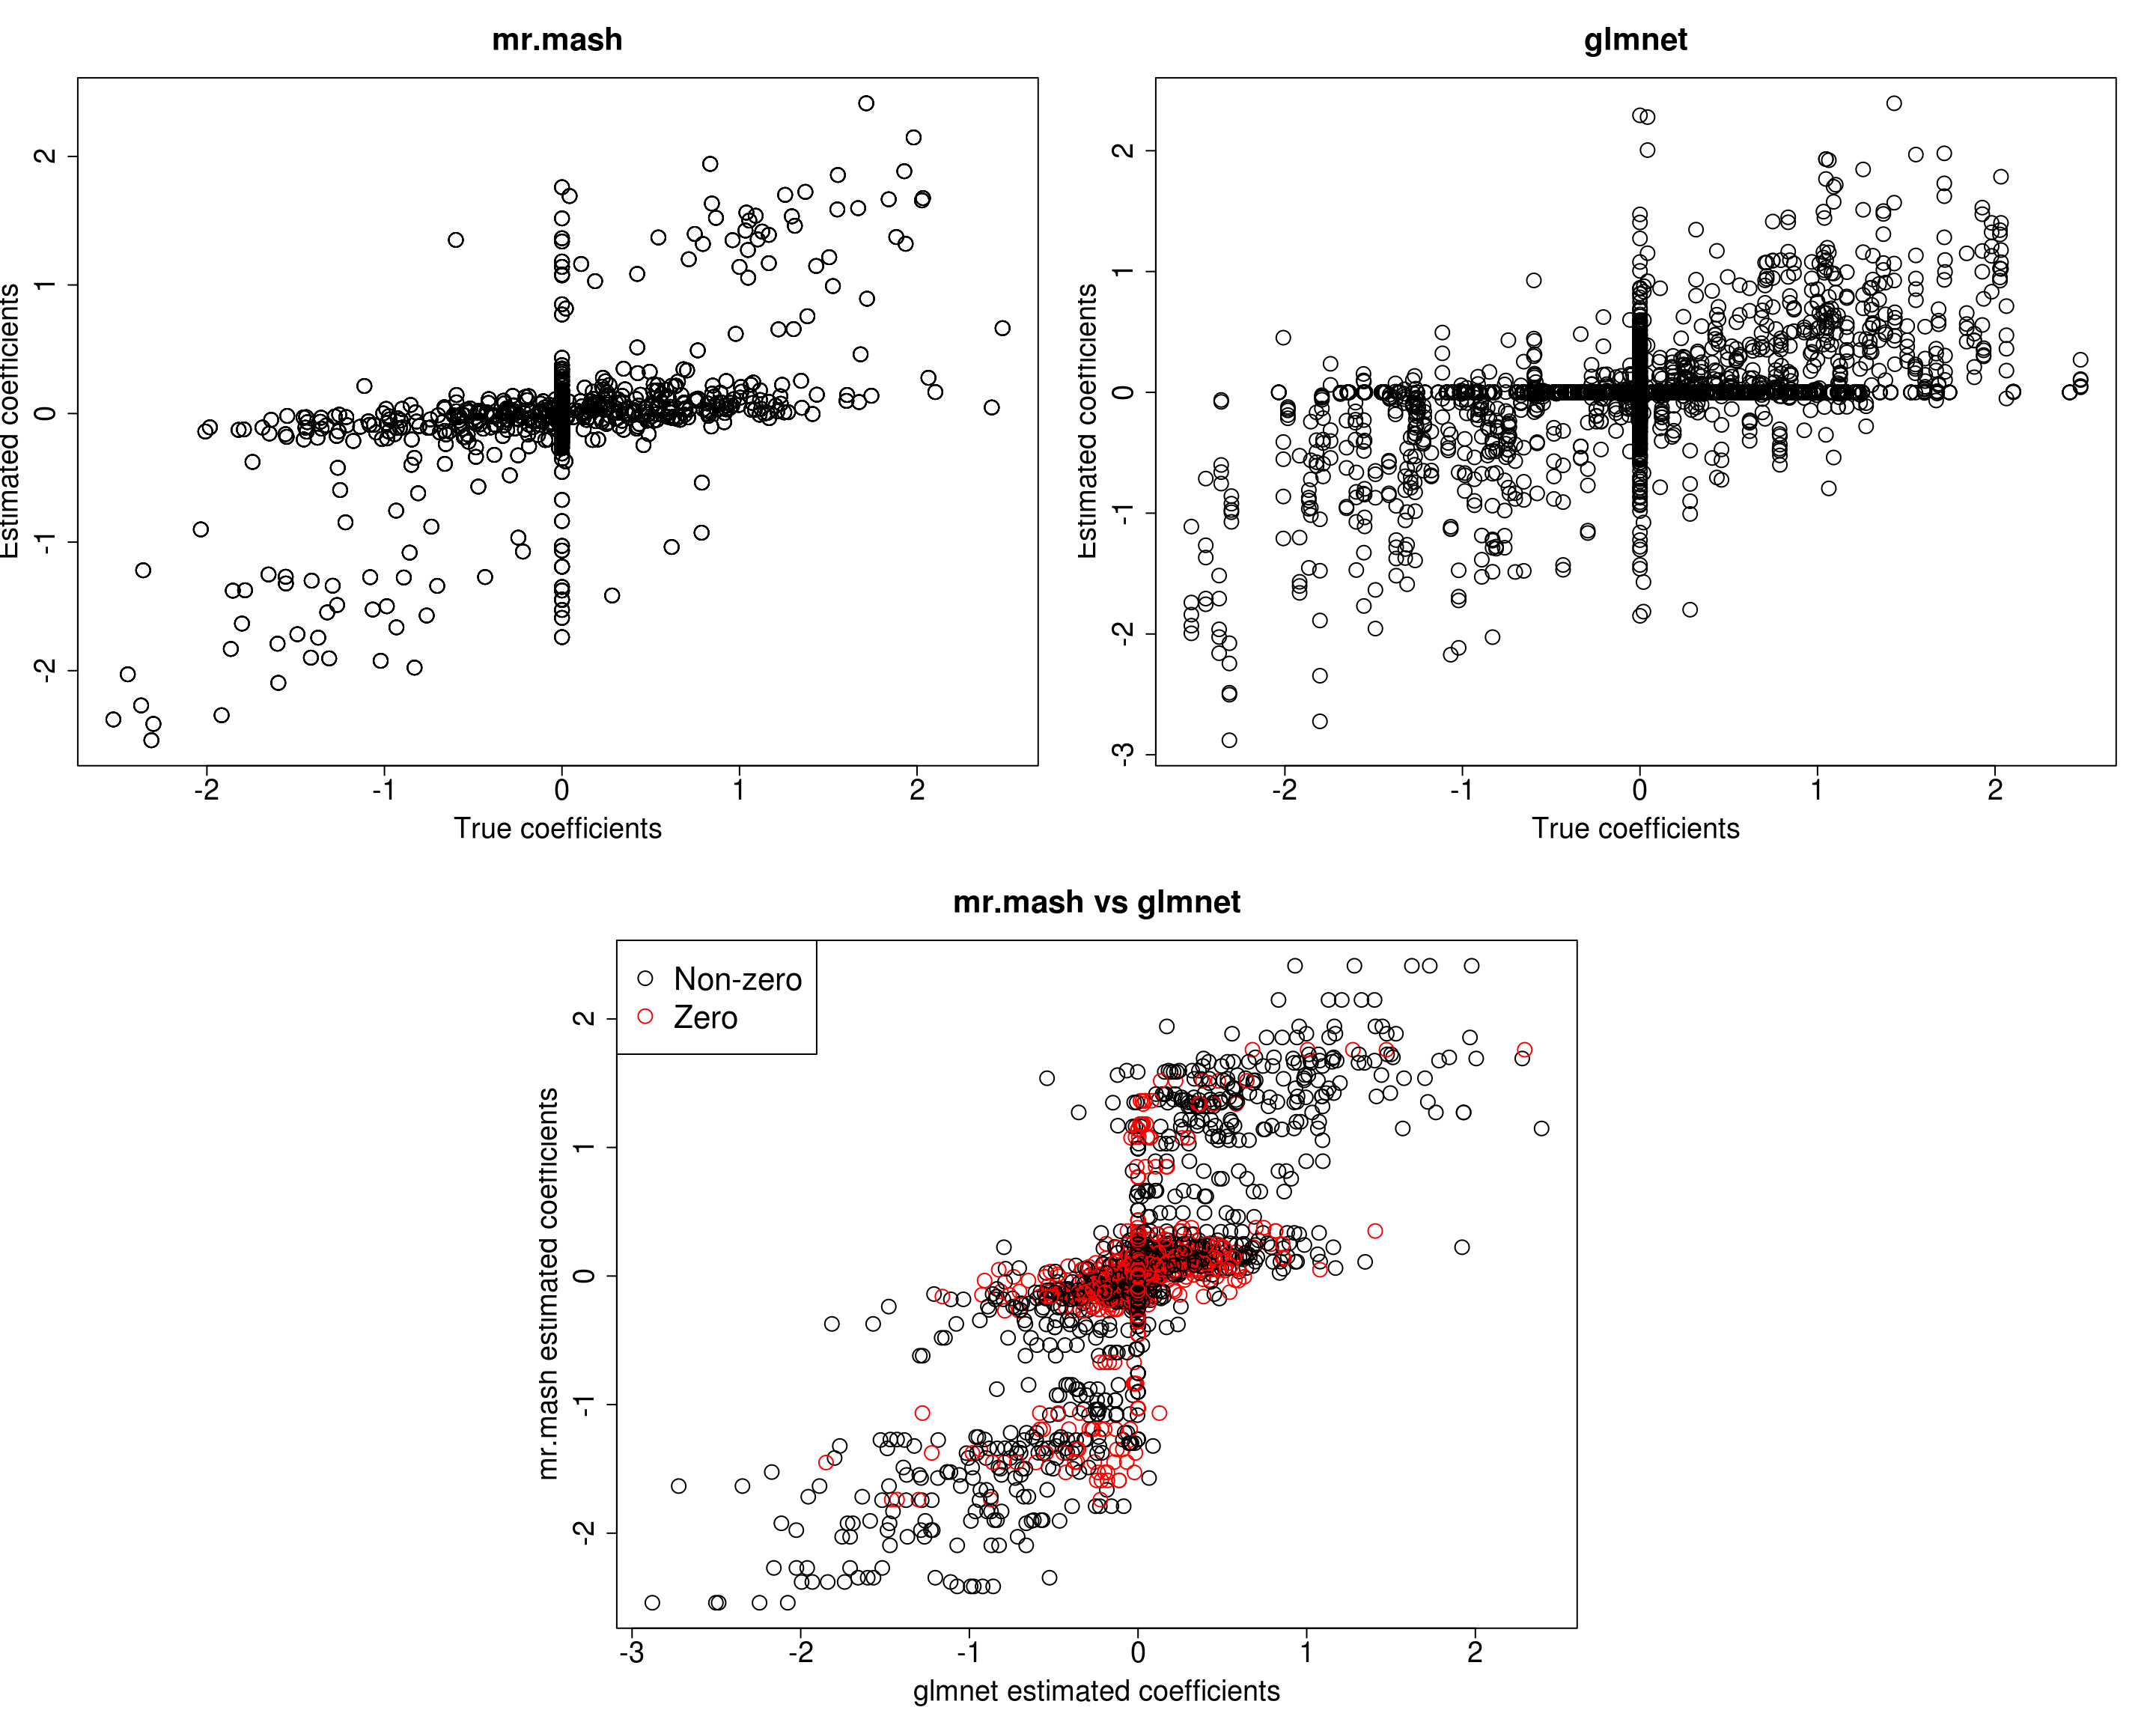 mr.mash
2
1
0
-1
-2
Estimated coefficients
-2 -1 0 1 2
True coefficients
glmnet
2
1
0
-1
-2
-3
Estimated coefficients
-2 -1 0 1 2
True coefficients
mr.mash vs glmnet
Non-zero
Zero
2
1
0
-1
-2
mr.mash estimated coefficients
-3 -2 -1 0 1 2
glmnet estimated coefficients